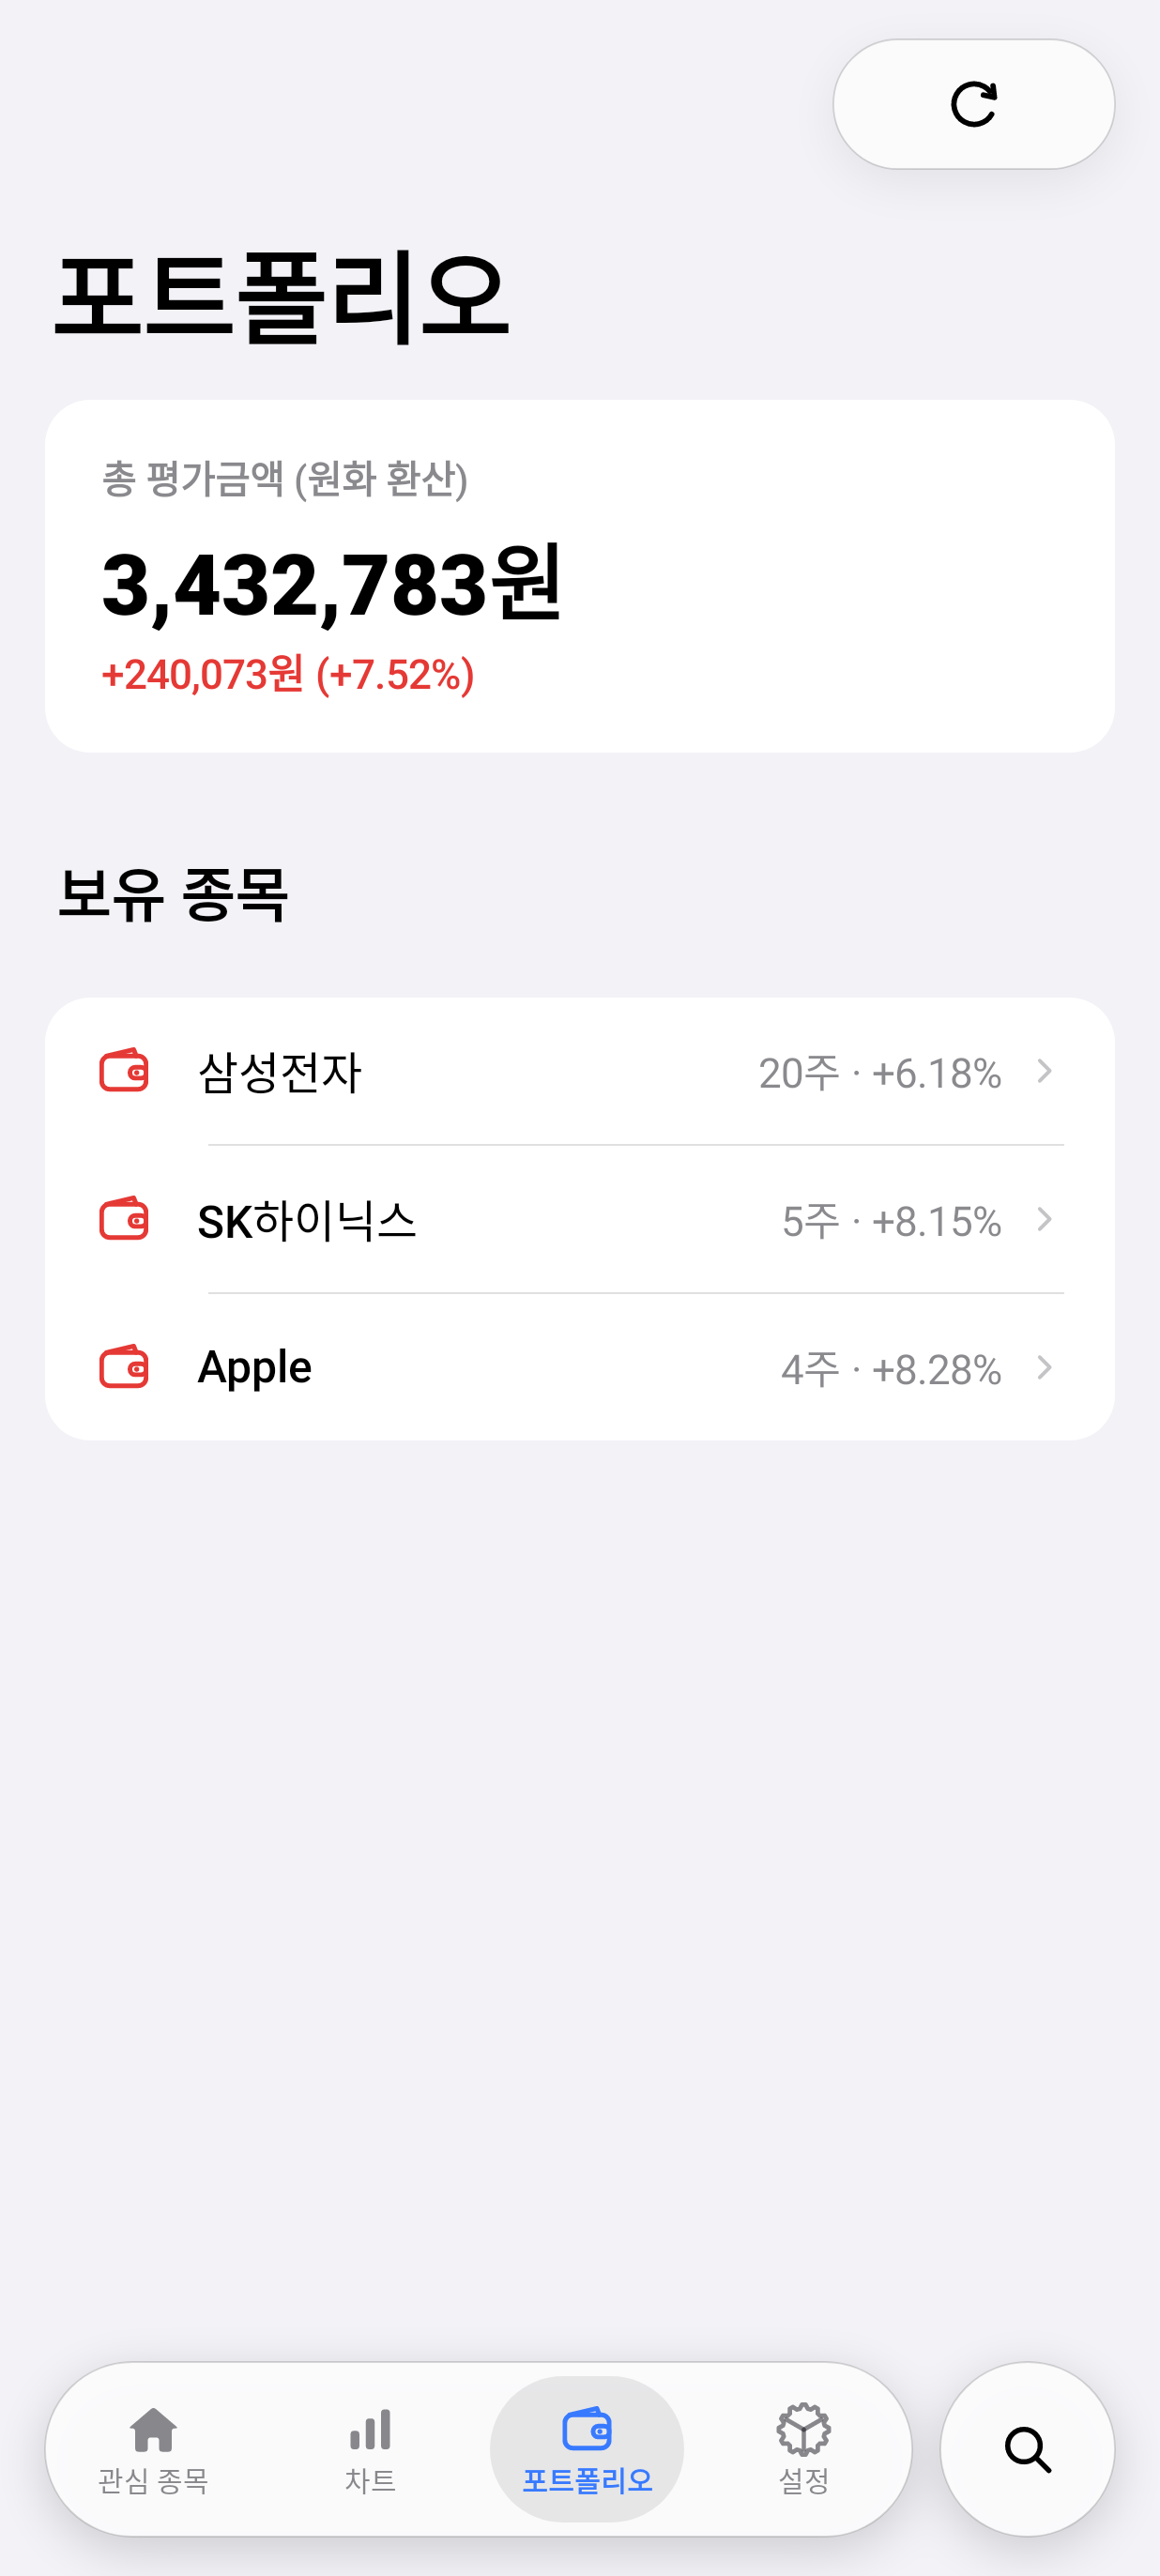 포트폴리오
총 평가금액 (원화 환산)
3,432,783원
+240,073원 (+7.52%)
보유 종목
삼성전자 20주 · +6.18%
SK하이닉스 5주 · +8.15%
Apple 4주 · +8.28%
관심 종목 차트 포트폴리오 설정